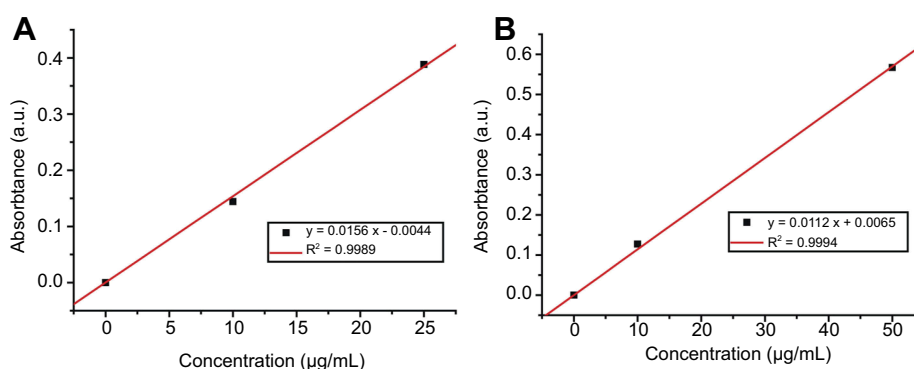 A
Absorbtance (a.u.)
0.4
0.3
0.2
0.1
0.0
y = 0.0156 x - 0.0044
R² = 0.9989
0 5 10 15 20 25
Concentration (µg/mL)
B
Absorbtance (a.u.)
0.6
0.5
0.4
0.3
0.2
0.1
0.0
y = 0.0112 x + 0.0065
R² = 0.9994
0 10 20 30 40 50
Concentration (µg/mL)